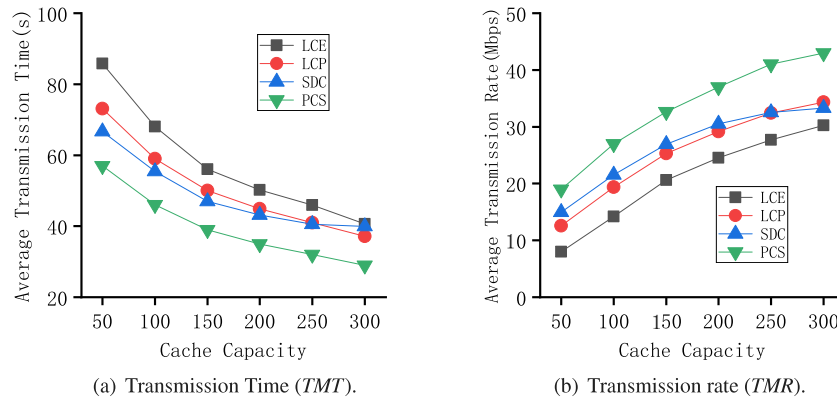 Average Transmission Time(s)
100
80
60
40
20
50 100 150 200 250 300
Cache Capacity
LCE
LCP
SDC
PCS
(a) Transmission Time (TMT).
Average Transmission Rate(Mbps)
50
40
30
20
10
0
50 100 150 200 250 300
Cache Capacity
LCE
LCP
SDC
PCS
(b) Transmission rate (TMR).